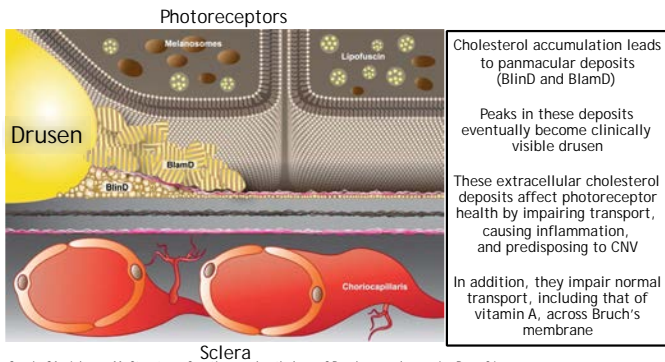 Photoreceptors
Melanosomes
Lipofuscin
Drusen
BlamD
BlinD
Choriocapillaris
Sclera
Cholesterol accumulation leads
to panmacular deposits
(BlinD and BlamD)
Peaks in these deposits
eventually become clinically
visible drusen
These extracellular cholesterol
deposits affect photoreceptor
health by impairing transport,
causing inflammation,
and predisposing to CNV
In addition, they impair normal
transport, including that of
vitamin A, across Bruch's
membrane